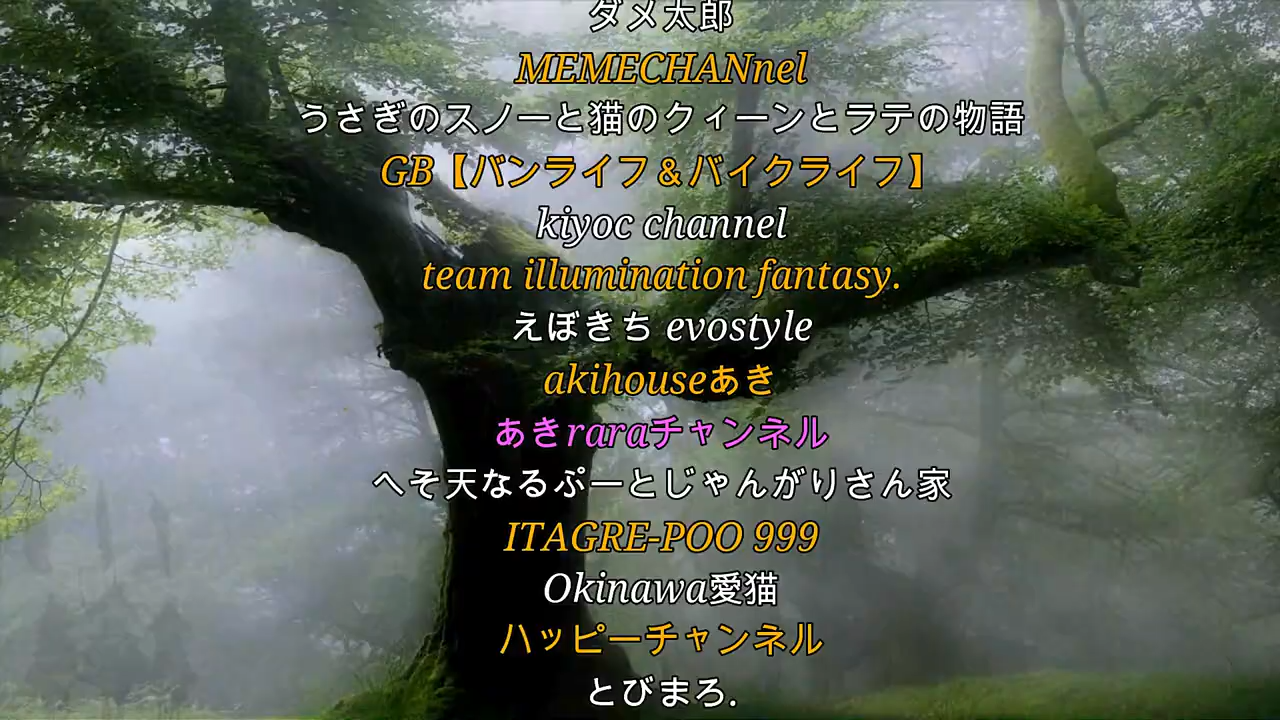 ダメ太郎
MEMECHANnel
うさぎのスノーと猫のクィーンとラテの物語
GB【バンライフ＆バイクライフ】
kiyoc channel
team illumination fantasy.
えぼきち evostyle
akihouseあき
あきraraチャンネル
へそ天なるぷーとじゃんがりさん家
ITAGRE-POO 999
Okinawa愛猫
ハッピーチャンネル
とびまろ.